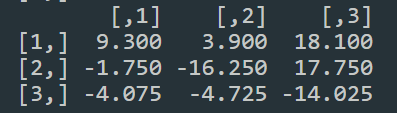 [,1] [,2] [,3]
[1,] 9.300 3.900 18.100
[2,] -1.750 -16.250 17.750
[3,] -4.075 -4.725 -14.025